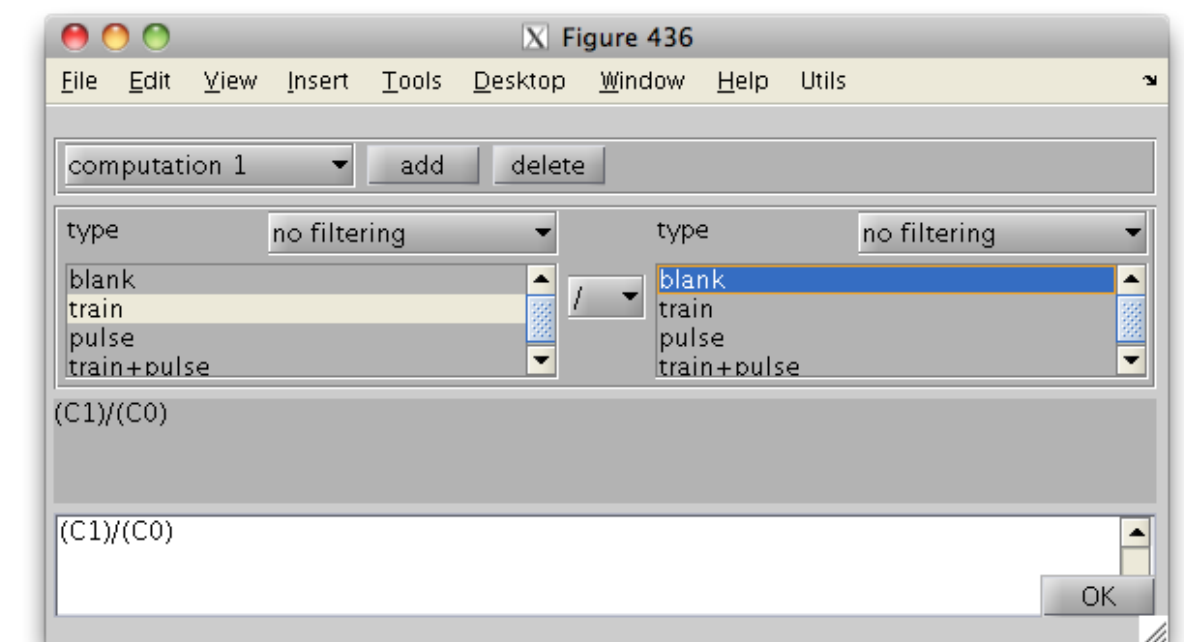 X Figure 436
File Edit View Insert Tools Desktop Window Help Utils
computation 1 add delete
type no filtering type no filtering
blank / blank
train train
pulse pulse
train+pulse train+pulse
(C1)/(C0)
(C1)/(C0)
OK